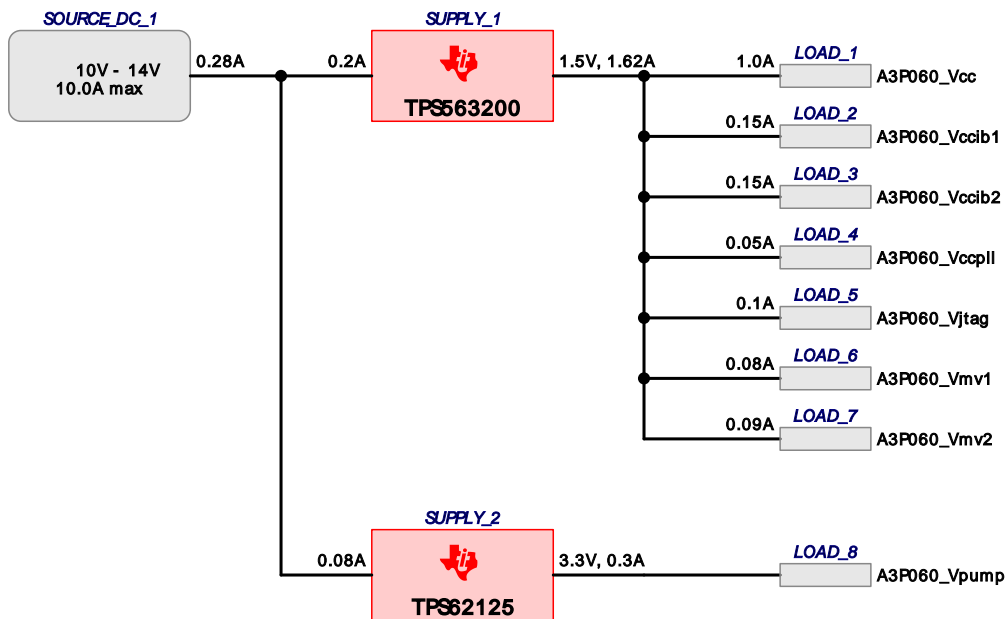 SOURCE_DC_1
10V - 14V
10.0A max
0.28A
SUPPLY_1
0.2A
TPS563200
1.5V, 1.62A
LOAD_1
1.0A
A3P060_Vcc
LOAD_2
0.15A
A3P060_Vccib1
LOAD_3
0.15A
A3P060_Vccib2
LOAD_4
0.05A
A3P060_Vccpll
LOAD_5
0.1A
A3P060_Vjtag
LOAD_6
0.08A
A3P060_Vmv1
LOAD_7
0.09A
A3P060_Vmv2
SUPPLY_2
0.08A
TPS62125
3.3V, 0.3A
LOAD_8
A3P060_Vpump